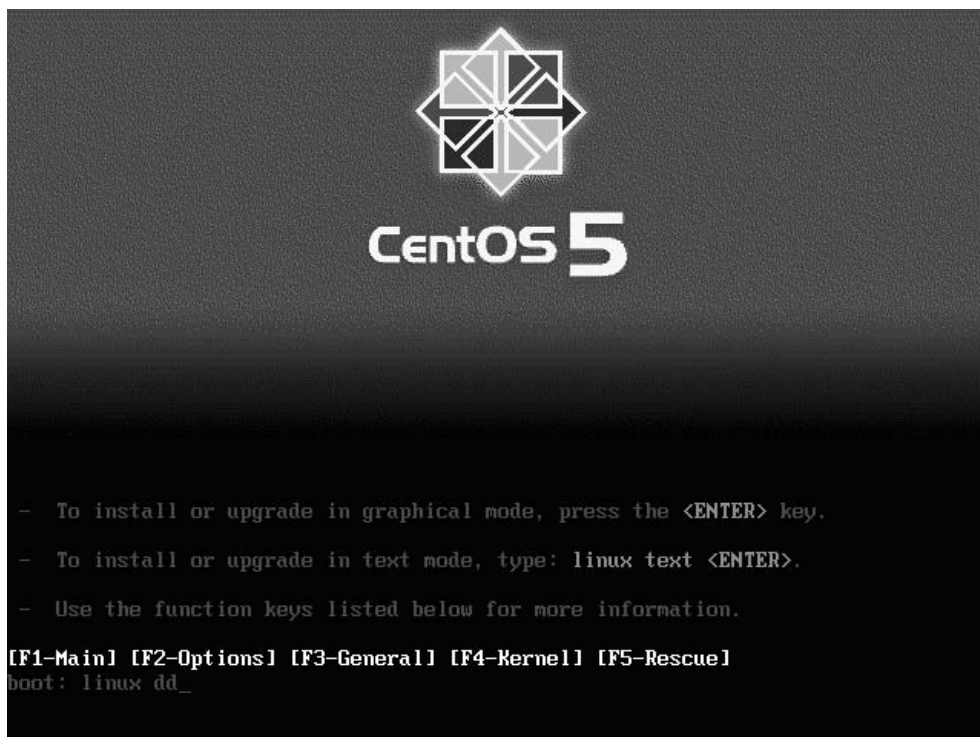 CentOS 5
- To install or upgrade in graphical mode, press the <ENTER> key.
- To install or upgrade in text mode, type: linux text <ENTER>.
- Use the function keys listed below for more information.
[F1-Main] [F2-Options] [F3-General] [F4-Kernel] [F5-Rescue]
boot: linux dd_